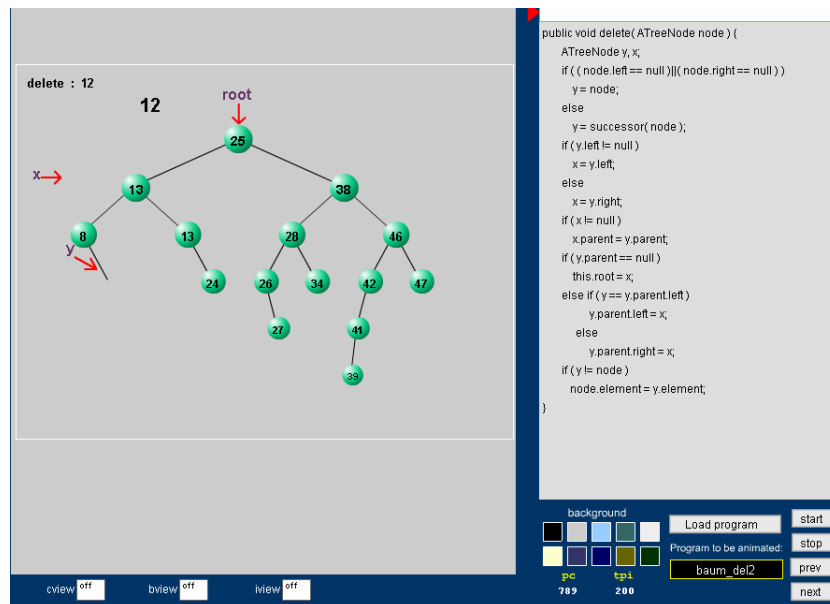 delete : 12
12
root
25
x
13
38
8
13
28
46
y
24
26
34
42
47
27
41
39
public void delete( ATreeNode node ) {
ATreeNode y, x;
if ( ( node.left == null )||( node.right == null ) )
y = node;
else
y = successor( node );
if ( y.left != null )
x = y.left;
else
x = y.right;
if ( x != null )
x.parent = y.parent;
if ( y.parent == null )
this.root = x;
else if ( y == y.parent.left )
y.parent.left = x;
else
y.parent.right = x;
if ( y != node )
node.element = y.element;
}
background
Load program
Program to be animated:
baum_del2
pc tpi
789 200
start
stop
prev
next
cview off bview off iview off